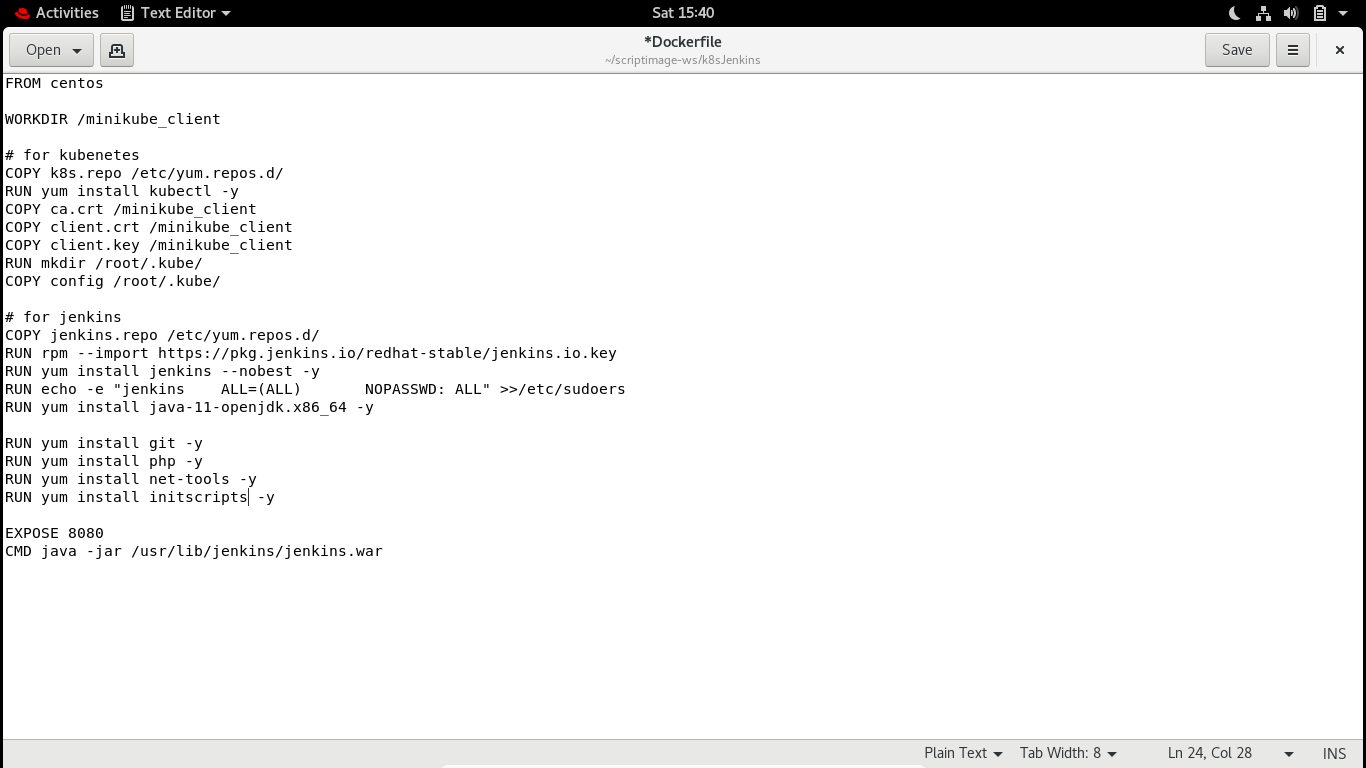 Activities Text Editor Sat 15:40
Open *Dockerfile Save
~/scriptimage-ws/k8sJenkins
FROM centos
WORKDIR /minikube_client
# for kubenetes
COPY k8s.repo /etc/yum.repos.d/
RUN yum install kubectl -y
COPY ca.crt /minikube_client
COPY client.crt /minikube_client
COPY client.key /minikube_client
RUN mkdir /root/.kube/
COPY config /root/.kube/
# for jenkins
COPY jenkins.repo /etc/yum.repos.d/
RUN rpm --import https://pkg.jenkins.io/redhat-stable/jenkins.io.key
RUN yum install jenkins --nobest -y
RUN echo -e "jenkins    ALL=(ALL)       NOPASSWD: ALL" >>/etc/sudoers
RUN yum install java-11-openjdk.x86_64 -y
RUN yum install git -y
RUN yum install php -y
RUN yum install net-tools -y
RUN yum install initscripts -y
EXPOSE 8080
CMD java -jar /usr/lib/jenkins/jenkins.war
Plain Text Tab Width: 8 Ln 24, Col 28 INS